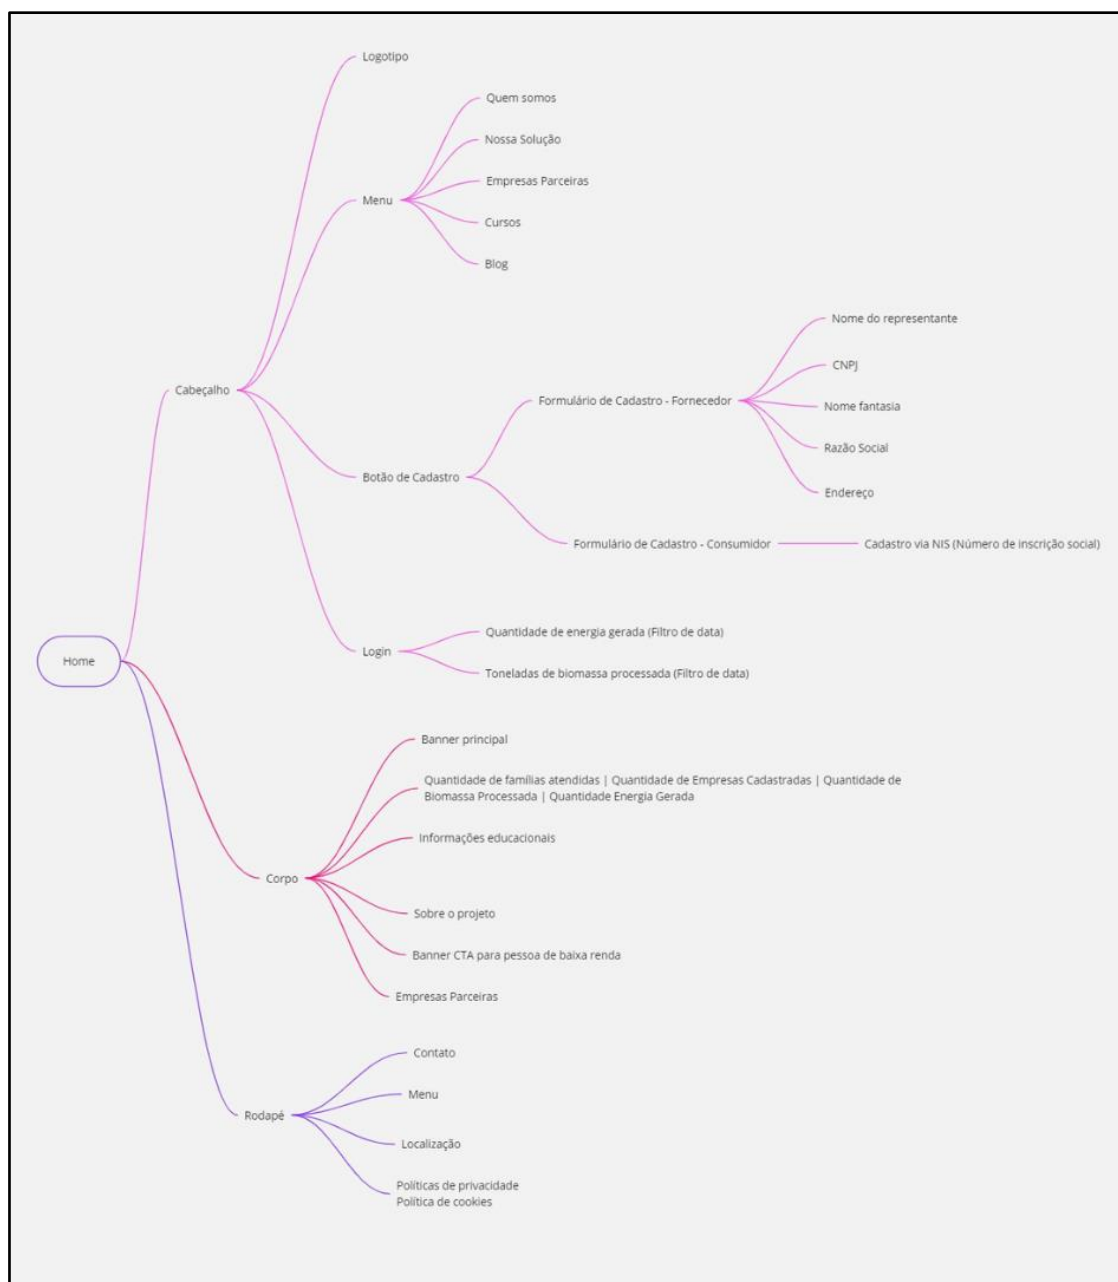 Logotipo
Quem somos
Nossa Solução
Empresas Parceiras
Menu
Cursos
Blog
Nome do representante
CNPJ
Cabeçalho
Formulário de Cadastro - Fornecedor
Nome fantasia
Razão Social
Botão de Cadastro
Endereço
Formulário de Cadastro - Consumidor
Cadastro via NIS (Número de inscrição social)
Quantidade de energia gerada (Filtro de data)
Login
Home
Toneladas de biomassa processada (Filtro de data)
Banner principal
Quantidade de famílias atendidas | Quantidade de Empresas Cadastradas | Quantidade de
Biomassa Processada | Quantidade Energia Gerada
Informações educacionais
Corpo
Sobre o projeto
Banner CTA para pessoa de baixa renda
Empresas Parceiras
Contato
Menu
Rodapé
Localização
Políticas de privacidade
Política de cookies